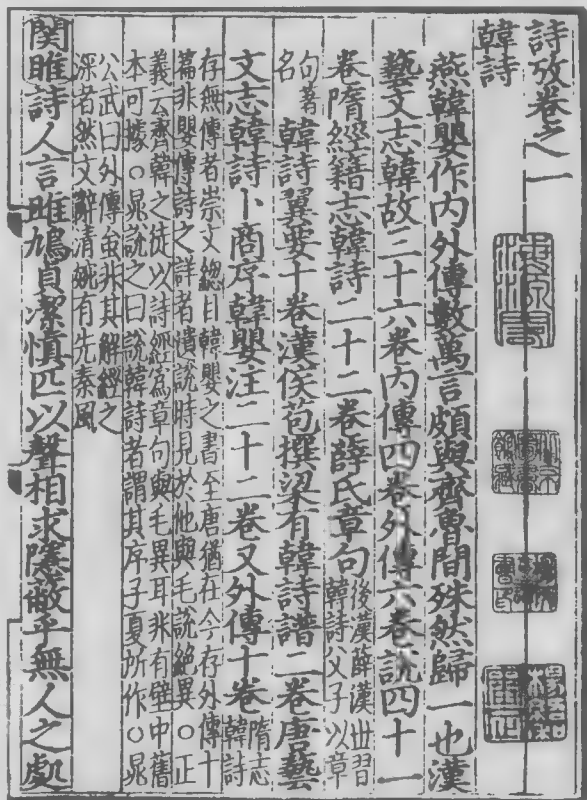 詩攷卷之一
韓詩
燕韓嬰作内外傳數萬言頗與齊魯間殊然歸一也漢
藝文志韓故三十六卷内傳四卷外傳六卷說四十一
卷隋經籍志韓詩二十二卷薛氏章句後漢薛漢世習
韓詩父子以章
句著
名韓詩翼要十卷漢侯苞撰梁有韓詩譜二卷唐藝
文志韓詩卜商序韓嬰注二十二卷又外傳十卷隋志
韓詩
存無傳者崇文總目韓嬰之書至唐猶在今存外傳十
篇非嬰傳詩之詳者遺說時見於他與毛說絶異〇正
義云齊韓之徒以詩經爲章句與毛異耳非有壁中舊
本可據〇晁說之曰說韓詩者謂其序子夏所作〇晁
公武曰外傳虽非其解經之
深者然文辭清婉有先秦風
関雎詩人言雎鳩貞潔慎匹以聲相求隱蔽乎無人之處